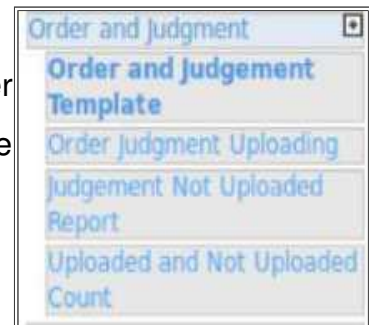 Order and Judgment
er
Order and Judgement
Template
e
Order Judgment Uploading
Judgement Not Uploaded
Report
Uploaded and Not Uploaded
Count